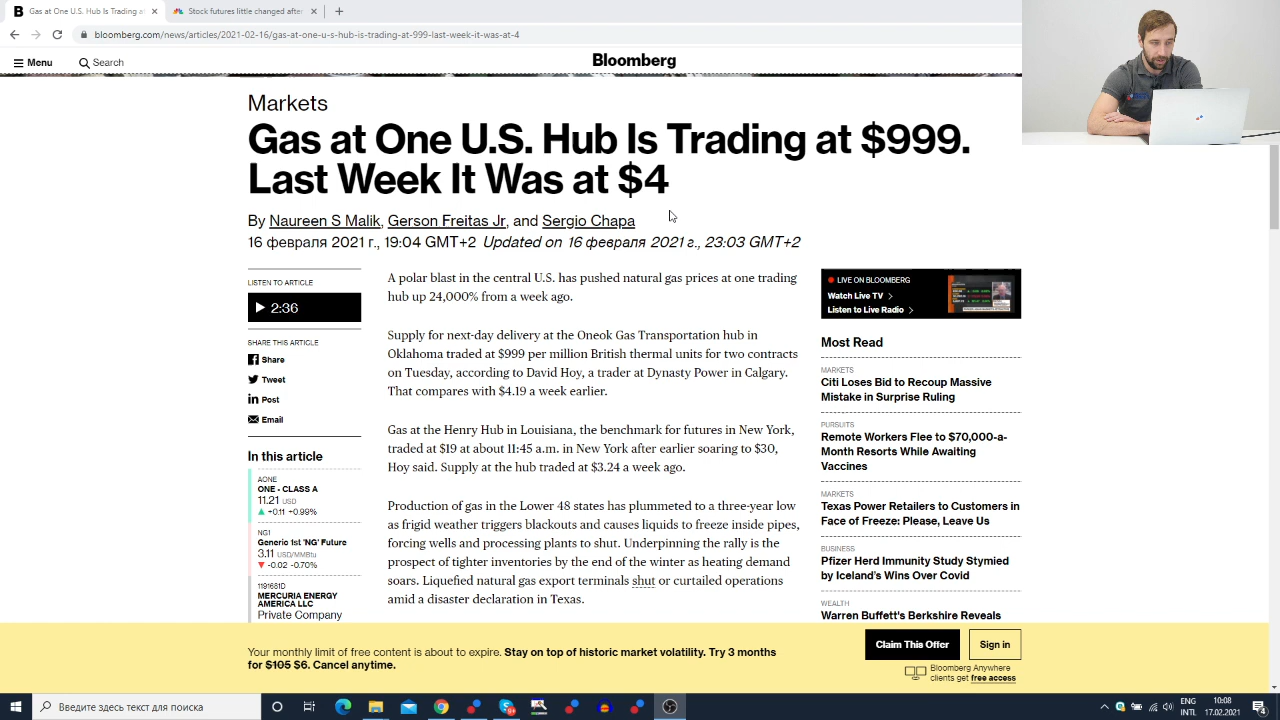 B Gas at One U.S. Hub Is Trading at
Stock futures little changed after
bloomberg.com/news/articles/2021-02-16/gas-at-one-us-hub-is-trading-at-999-last-week-it-was-at-4
Menu
Search
Bloomberg
Markets
Gas at One U.S. Hub Is Trading at $999.
Last Week It Was at $4
By Naureen S Malik, Gerson Freitas Jr, and Sergio Chapa
16 февраля 2021 г., 19:04 GMT+2 Updated on 16 февраля 2021 г., 23:03 GMT+2
LISTEN TO ARTICLE
2:36
SHARE THIS ARTICLE
Share
Tweet
Post
Email
In this article
AONE
ONE - CLASS A
11.21 USD
+0.11 +0.99%
NG1
Generic 1st 'NG' Future
3.11 USD/MMBtu
-0.02 -0.70%
1191681D
MERCURIA ENERGY
AMERICA LLC
Private Company
A polar blast in the central U.S. has pushed natural gas prices at one trading
hub up 24,000% from a week ago.
Supply for next-day delivery at the Oneok Gas Transportation hub in
Oklahoma traded at $999 per million British thermal units for two contracts
on Tuesday, according to David Hoy, a trader at Dynasty Power in Calgary.
That compares with $4.19 a week earlier.
Gas at the Henry Hub in Louisiana, the benchmark for futures in New York,
traded at $19 at about 11:45 a.m. in New York after earlier soaring to $30,
Hoy said. Supply at the hub traded at $3.24 a week ago.
Production of gas in the Lower 48 states has plummeted to a three-year low
as frigid weather triggers blackouts and causes liquids to freeze inside pipes,
forcing wells and processing plants to shut. Underpinning the rally is the
prospect of tighter inventories by the end of the winter as heating demand
soars. Liquefied natural gas export terminals shut or curtailed operations
amid a disaster declaration in Texas.
LIVE ON BLOOMBERG
Watch Live TV
Listen to Live Radio
Most Read
MARKETS
Citi Loses Bid to Recoup Massive
Mistake in Surprise Ruling
PURSUITS
Remote Workers Flee to $70,000-a-
Month Resorts While Awaiting
Vaccines
MARKETS
Texas Power Retailers to Customers in
Face of Freeze: Please, Leave Us
BUSINESS
Pfizer Herd Immunity Study Stymied
by Iceland's Wins Over Covid
WEALTH
Warren Buffett's Berkshire Reveals
Your monthly limit of free content is about to expire. Stay on top of historic market volatility. Try 3 months
for $105 $6. Cancel anytime.
Claim This Offer
Sign in
Bloomberg Anywhere
clients get free access
Введите здесь текст для поиска
ENG
INTL
10:08
17.02.2021